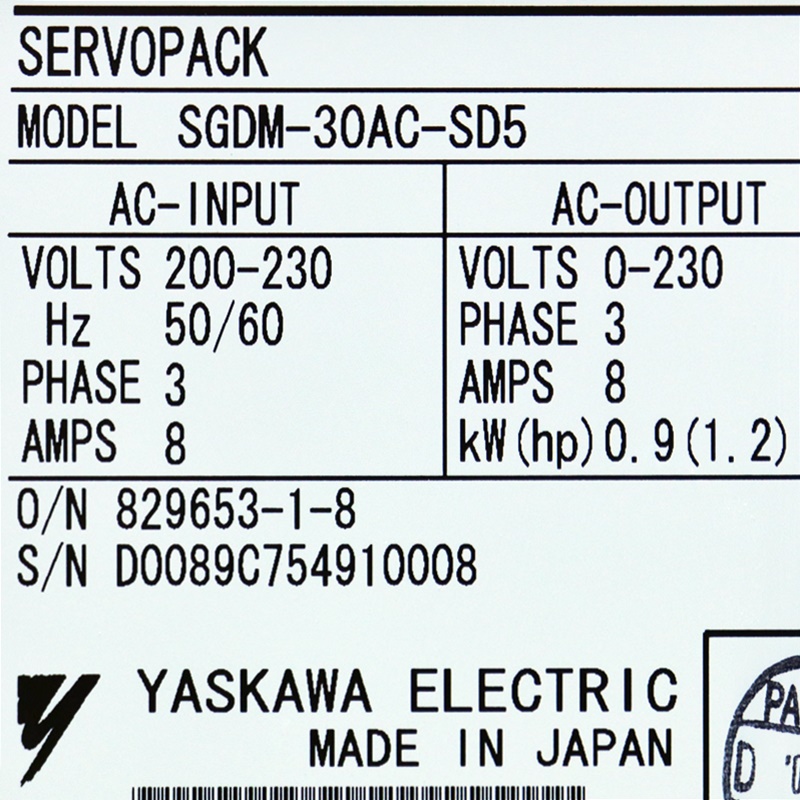 SERVOPACK
MODEL SGDM-30AC-SD5
AC-INPUT
VOLTS 200-230
Hz 50/60
PHASE 3
AMPS 8
AC-OUTPUT
VOLTS 0-230
PHASE 3
AMPS 8
kW(hp) 0.9(1.2)
O/N 829653-1-8
S/N D0089C754910008
YASKAWA ELECTRIC
MADE IN JAPAN
PA
D '0